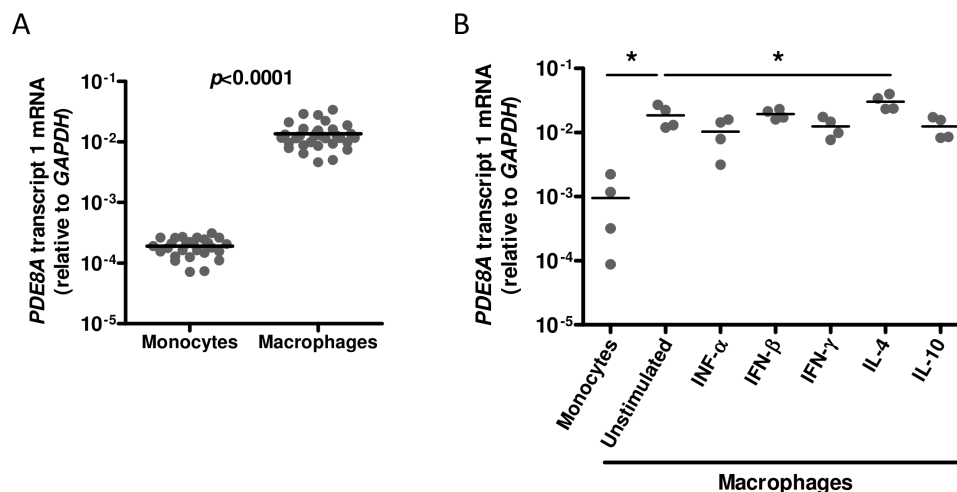 A
PDE8A transcript 1 mRNA
(relative to GAPDH)
10-1
10-2
10-3
10-4
10-5
p<0.0001
Monocytes
Macrophages
B
PDE8A transcript 1 mRNA
(relative to GAPDH)
10-1
10-2
10-3
10-4
10-5
*
*
Monocytes
Unstimulated
INF-α
IFN-β
IFN-γ
IL-4
IL-10
Macrophages